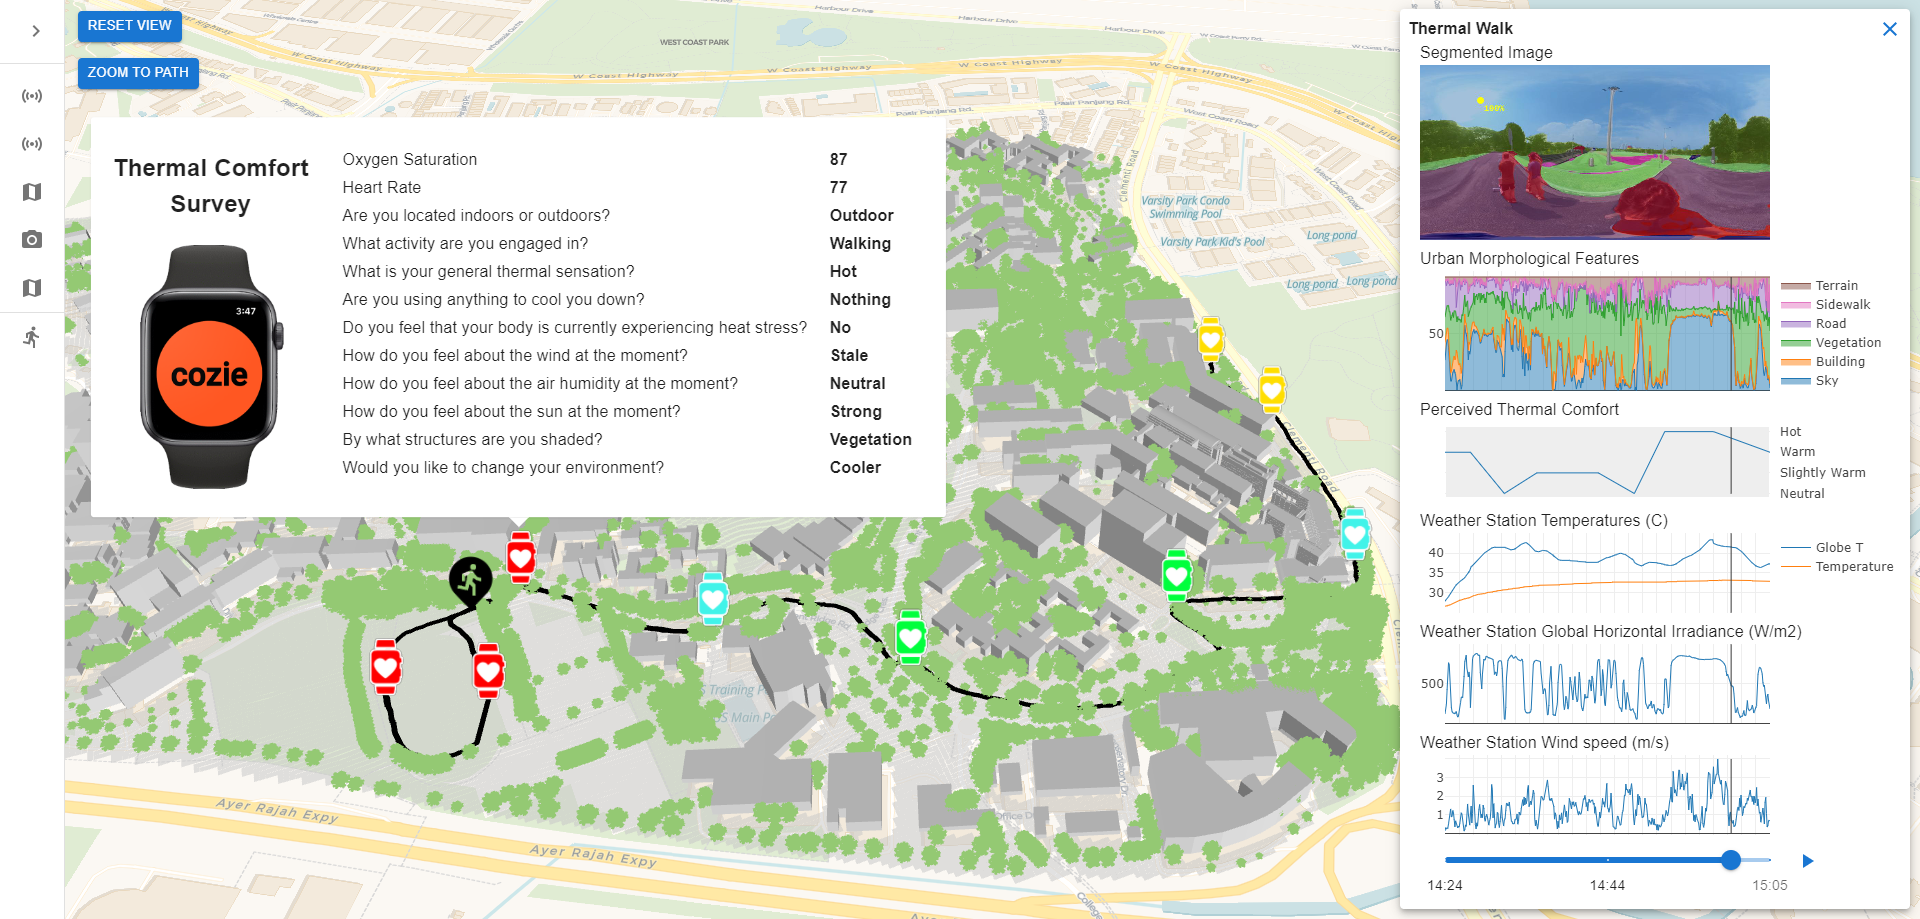 RESET VIEW
ZOOM TO PATH
Harbour Drive
Harbour Drive
Harbour Drive
WEST COAST PARK
W Coast Highway
W Coast Highway
W Coast Highway
W Coast Highway
Pasir Panjang Rd.
West Coast Road
West Coast Road
Clementi Road
Varsity Park Condo
Swimming Pool
Varsity Park Kid's Pool
Long pond
Long pond
Long pond
Thermal Comfort
Survey
3:47
cozie
Oxygen Saturation 87
Heart Rate 77
Are you located indoors or outdoors? Outdoor
What activity are you engaged in? Walking
What is your general thermal sensation? Hot
Are you using anything to cool you down? Nothing
Do you feel that your body is currently experiencing heat stress? No
How do you feel about the wind at the moment? Stale
How do you feel about the air humidity at the moment? Neutral
How do you feel about the sun at the moment? Strong
By what structures are you shaded? Vegetation
Would you like to change your environment? Cooler
Clementi Road
Training P
S Main Po
Ayer Rajah Expy
Ayer Rajah Expy
College
Thermal Walk
Segmented Image
100%
Urban Morphological Features
50
Terrain
Sidewalk
Road
Vegetation
Building
Sky
Perceived Thermal Comfort
Hot
Warm
Slightly Warm
Neutral
Weather Station Temperatures (C)
40
35
30
Globe T
Temperature
Weather Station Global Horizontal Irradiance (W/m2)
500
Weather Station Wind speed (m/s)
3
2
1
14:24 14:44 15:05